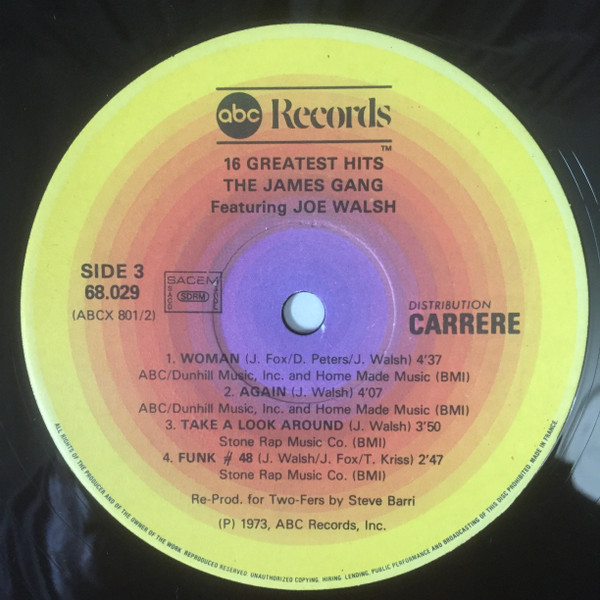 abc Records
TM
16 GREATEST HITS
THE JAMES GANG
Featuring JOE WALSH
SIDE 3
68.029
(ABCX 801/2)
SACEM
SDRM
DISTRIBUTION
CARRERE
1. WOMAN (J. Fox/D. Peters/J. Walsh) 4'37
ABC/Dunhill Music, Inc. and Home Made Music (BMI)
2. AGAIN (J. Walsh) 4'07
ABC/Dunhill Music, Inc. and Home Made Music (BMI)
3. TAKE A LOOK AROUND (J. Walsh) 3'50
Stone Rap Music Co. (BMI)
4. FUNK # 48 (J. Walsh/J. Fox/T. Kriss) 2'47
Stone Rap Music Co. (BMI)
Re-Prod. for Two-Fers by Steve Barri
(P) 1973, ABC Records, Inc.
ALL RIGHTS OF THE PRODUCER AND OF THE OWNER OF THE WORK REPRODUCED RESERVED. UNAUTHORIZED COPYING, HIRING, LENDING, PUBLIC PERFORMANCE AND BROADCASTING OF THIS DISC PROHIBITED. MADE IN FRANCE.